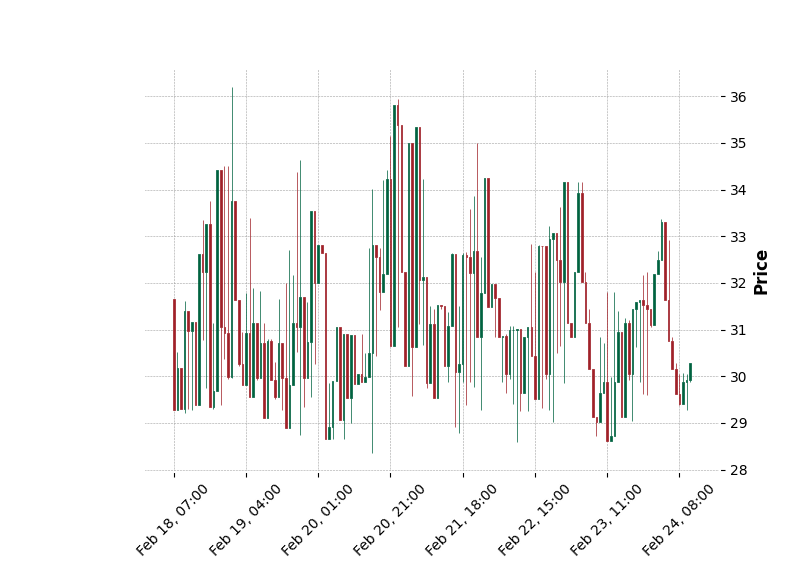 36
35
34
33
32
31
30
29
28
Price
Feb 18, 07:00
Feb 19, 04:00
Feb 20, 01:00
Feb 20, 21:00
Feb 21, 18:00
Feb 22, 15:00
Feb 23, 11:00
Feb 24, 08:00